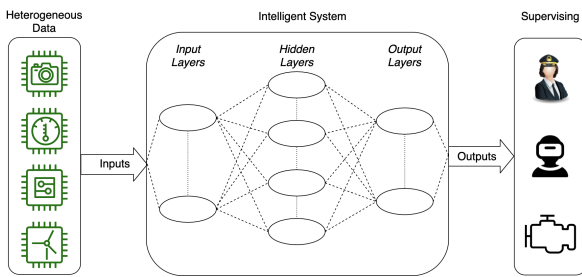 Heterogeneous
Data
Intelligent System
Supervising
Input
Layers
Hidden
Layers
Output
Layers
Inputs
Outputs